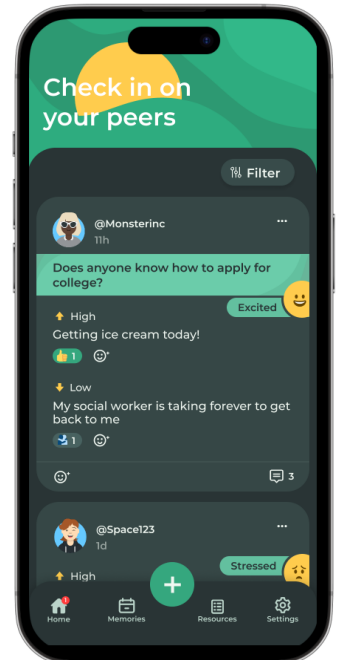 Check in on
your peers
Filter
@Monsterinc
11h
Does anyone know how to apply for
college?
Excited
High
Getting ice cream today!
1
Low
My social worker is taking forever to get
back to me
1
3
@Space123
1d
Stressed
High
1
Home
Memories
+
Resources
Settings